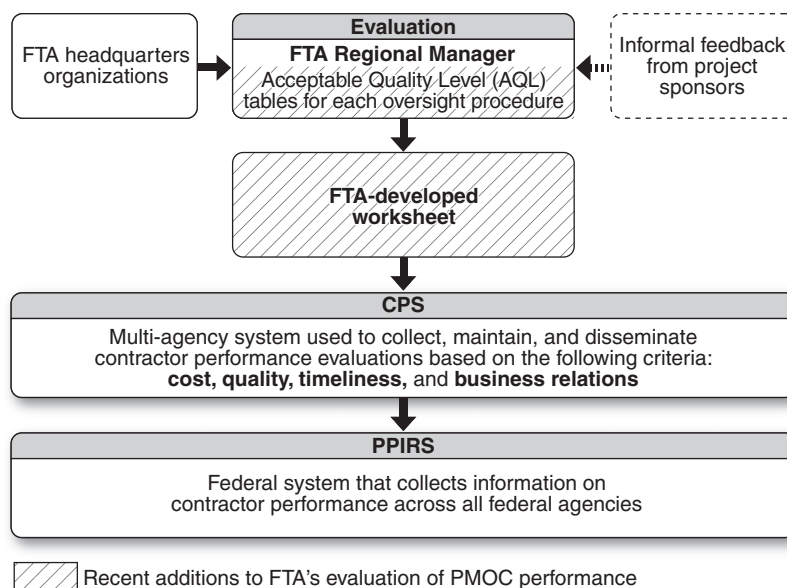 FTA headquarters
organizations
Evaluation
FTA Regional Manager
Acceptable Quality Level (AQL)
tables for each oversight procedure
Informal feedback
from project
sponsors
FTA-developed
worksheet
CPS
Multi-agency system used to collect, maintain, and disseminate
contractor performance evaluations based on the following criteria:
cost, quality, timeliness, and business relations
PPIRS
Federal system that collects information on
contractor performance across all federal agencies
Recent additions to FTA's evaluation of PMOC performance